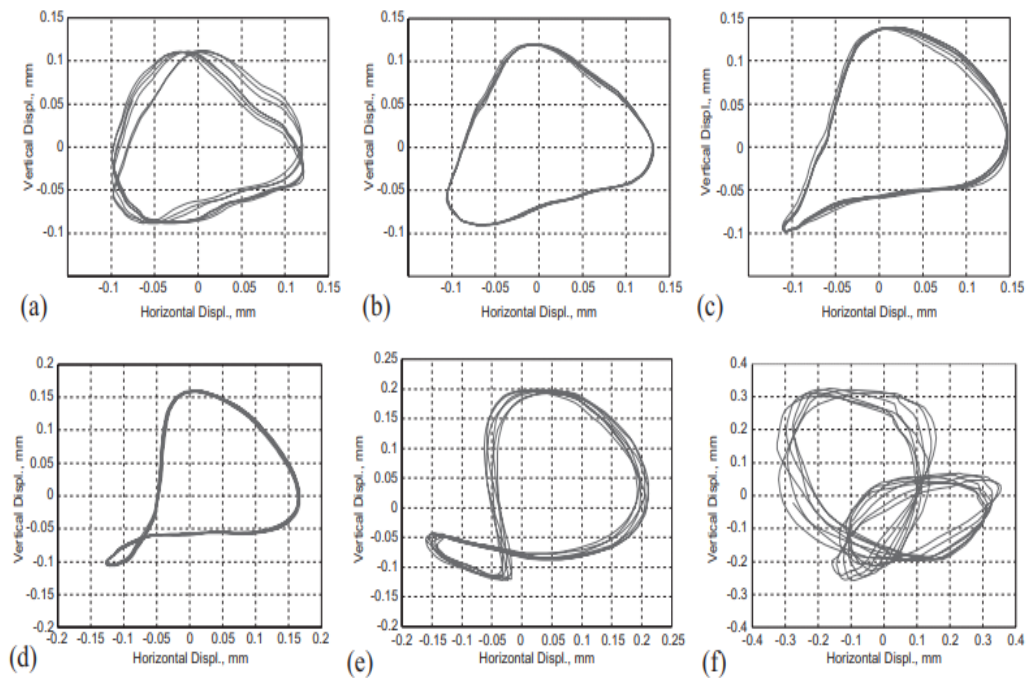 0.15
0.1
0.05
0
-0.05
-0.1
Vertical Displ., mm
-0.1 -0.05 0 0.05 0.1 0.15
Horizontal Displ., mm
(a)
0.15
0.1
0.05
0
-0.05
-0.1
Vertical Displ., mm
-0.1 -0.05 0 0.05 0.1 0.15
Horizontal Displ., mm
(b)
0.15
0.1
0.05
0
-0.05
-0.1
Vertical Displ., mm
-0.1 -0.05 0 0.05 0.1 0.15
Horizontal Displ., mm
(c)
0.2
0.15
0.1
0.05
0
-0.05
-0.1
-0.15
-0.2
Vertical Displ., mm
-0.2 -0.15 -0.1 -0.05 0 0.05 0.1 0.15 0.2
Horizontal Displ., mm
(d)
0.25
0.2
0.15
0.1
0.05
0
-0.05
-0.1
-0.15
-0.2
Vertical Displ., mm
-0.2 -0.15 -0.1 -0.05 0 0.05 0.1 0.15 0.2 0.25
Horizontal Displ., mm
(e)
0.4
0.3
0.2
0.1
0
-0.1
-0.2
-0.3
-0.4
Vertical Displ., mm
-0.4 -0.3 -0.2 -0.1 0 0.1 0.2 0.3 0.4
Horizontal Displ., mm
(f)